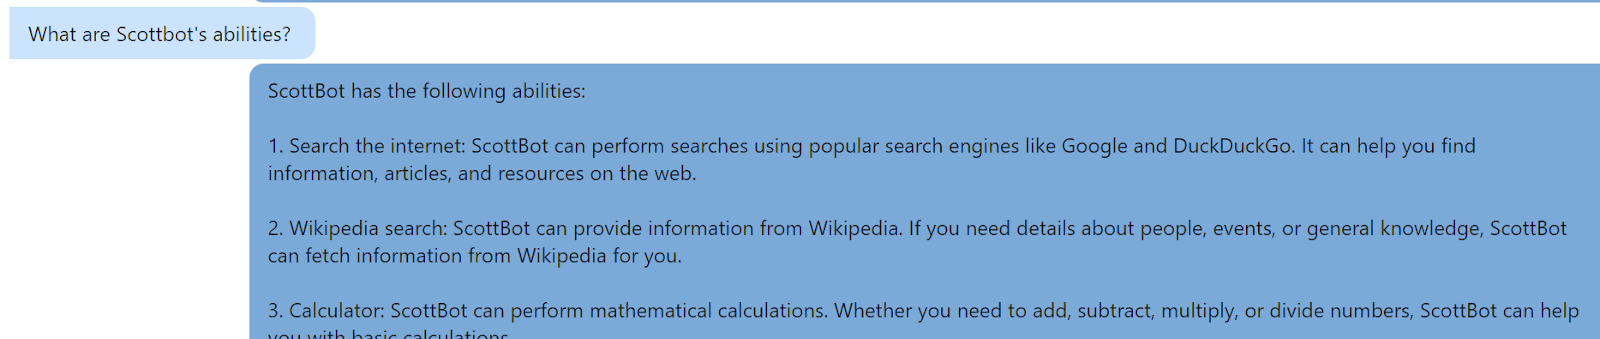 What are Scottbot's abilities?
ScottBot has the following abilities:
1. Search the internet: ScottBot can perform searches using popular search engines like Google and DuckDuckGo. It can help you find
information, articles, and resources on the web.
2. Wikipedia search: ScottBot can provide information from Wikipedia. If you need details about people, events, or general knowledge, ScottBot
can fetch information from Wikipedia for you.
3. Calculator: ScottBot can perform mathematical calculations. Whether you need to add, subtract, multiply, or divide numbers, ScottBot can help
you with basic calculations.